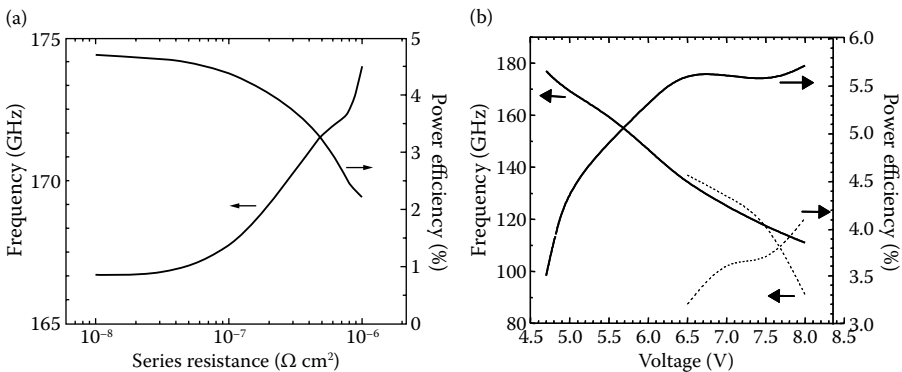 (a)
175
170
165
Frequency (GHz)
5
4
3
2
1
0
Power efficiency (%)
10–8
10–7
10–6
Series resistance (Ω cm2)
(b)
190
180
160
140
120
100
80
Frequency (GHz)
6.0
5.5
5.0
4.5
4.0
3.5
3.0
Power efficiency (%)
4.5 5.0 5.5 6.0 6.5 7.0 7.5 8.0 8.5
Voltage (V)